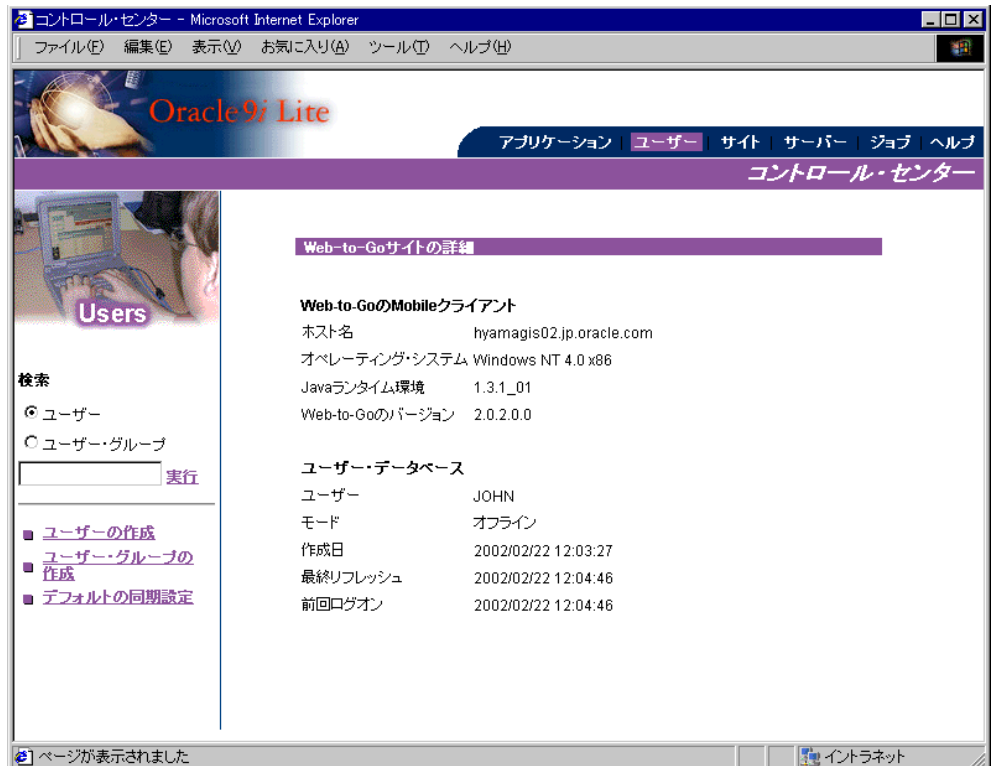 コントロール・センター - Microsoft Internet Explorer
ファイル(F) 編集(E) 表示(V) お気に入り(A) ツール(T) ヘルプ(H)
Oracle9i Lite
アプリケーション ユーザー サイト サーバー ジョブ ヘルプ
コントロール・センター
Users
検索
ユーザー
ユーザー・グループ
実行
ユーザーの作成
ユーザー・グループの
作成
デフォルトの同期設定
Web-to-Goサイトの詳細
Web-to-GoのMobileクライアント
ホスト名 hyamagis02.jp.oracle.com
オペレーティング・システム Windows NT 4.0 x86
Javaランタイム環境 1.3.1_01
Web-to-Goのバージョン 2.0.2.0.0
ユーザー・データベース
ユーザー JOHN
モード オフライン
作成日 2002/02/22 12:03:27
最終リフレッシュ 2002/02/22 12:04:46
前回ログオン 2002/02/22 12:04:46
ページが表示されました イントラネット